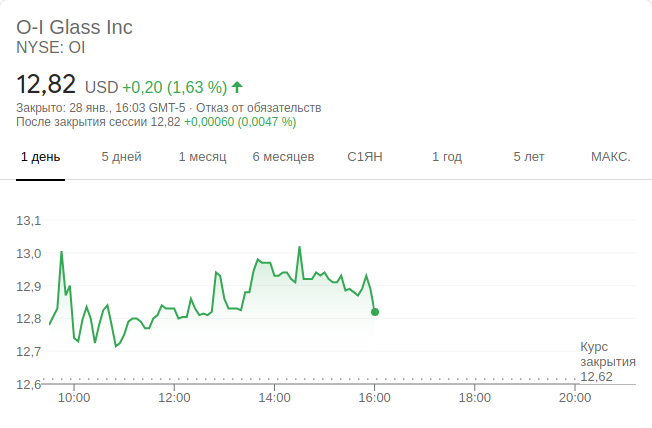 O-I Glass Inc
NYSE: OI
12,82 USD +0,20 (1,63 %)
Закрыто: 28 янв., 16:03 GMT-5 · Отказ от обязательств
После закрытия сессии 12,82 +0,00060 (0,0047 %)
1 день 5 дней 1 месяц 6 месяцев С1ЯН 1 год 5 лет МАКС.
13,1
13,0
12,9
12,8
12,7
12,6
Курс
закрытия
12,62
10:00 12:00 14:00 16:00 18:00 20:00